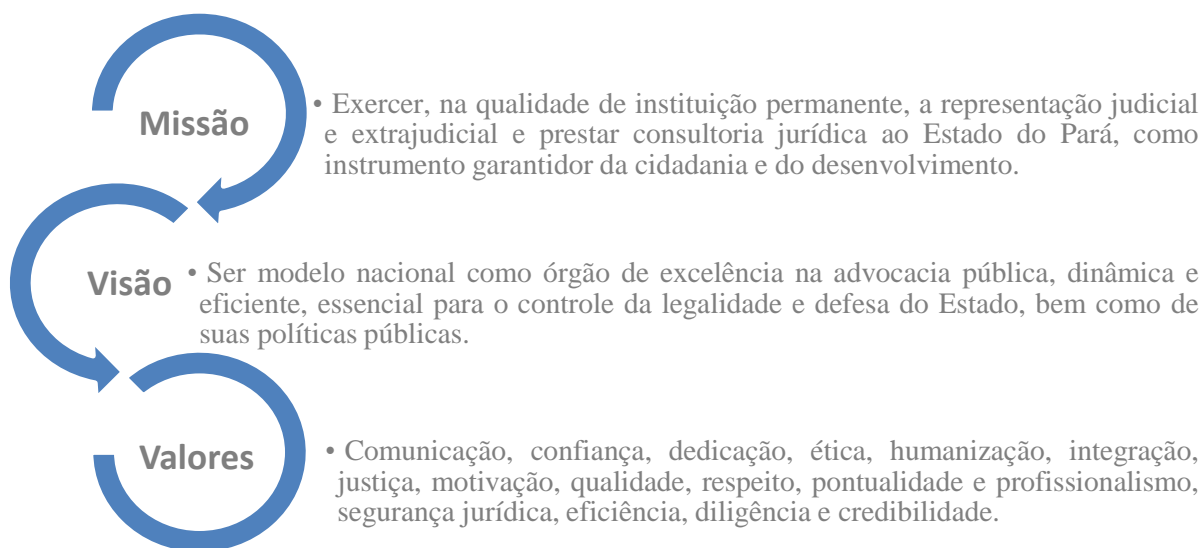 Missão
• Exercer, na qualidade de instituição permanente, a representação judicial
e extrajudicial e prestar consultoria jurídica ao Estado do Pará, como
instrumento garantidor da cidadania e do desenvolvimento.
Visão
• Ser modelo nacional como órgão de excelência na advocacia pública, dinâmica e
eficiente, essencial para o controle da legalidade e defesa do Estado, bem como de
suas políticas públicas.
Valores
• Comunicação, confiança, dedicação, ética, humanização, integração,
justiça, motivação, qualidade, respeito, pontualidade e profissionalismo,
segurança jurídica, eficiência, diligência e credibilidade.